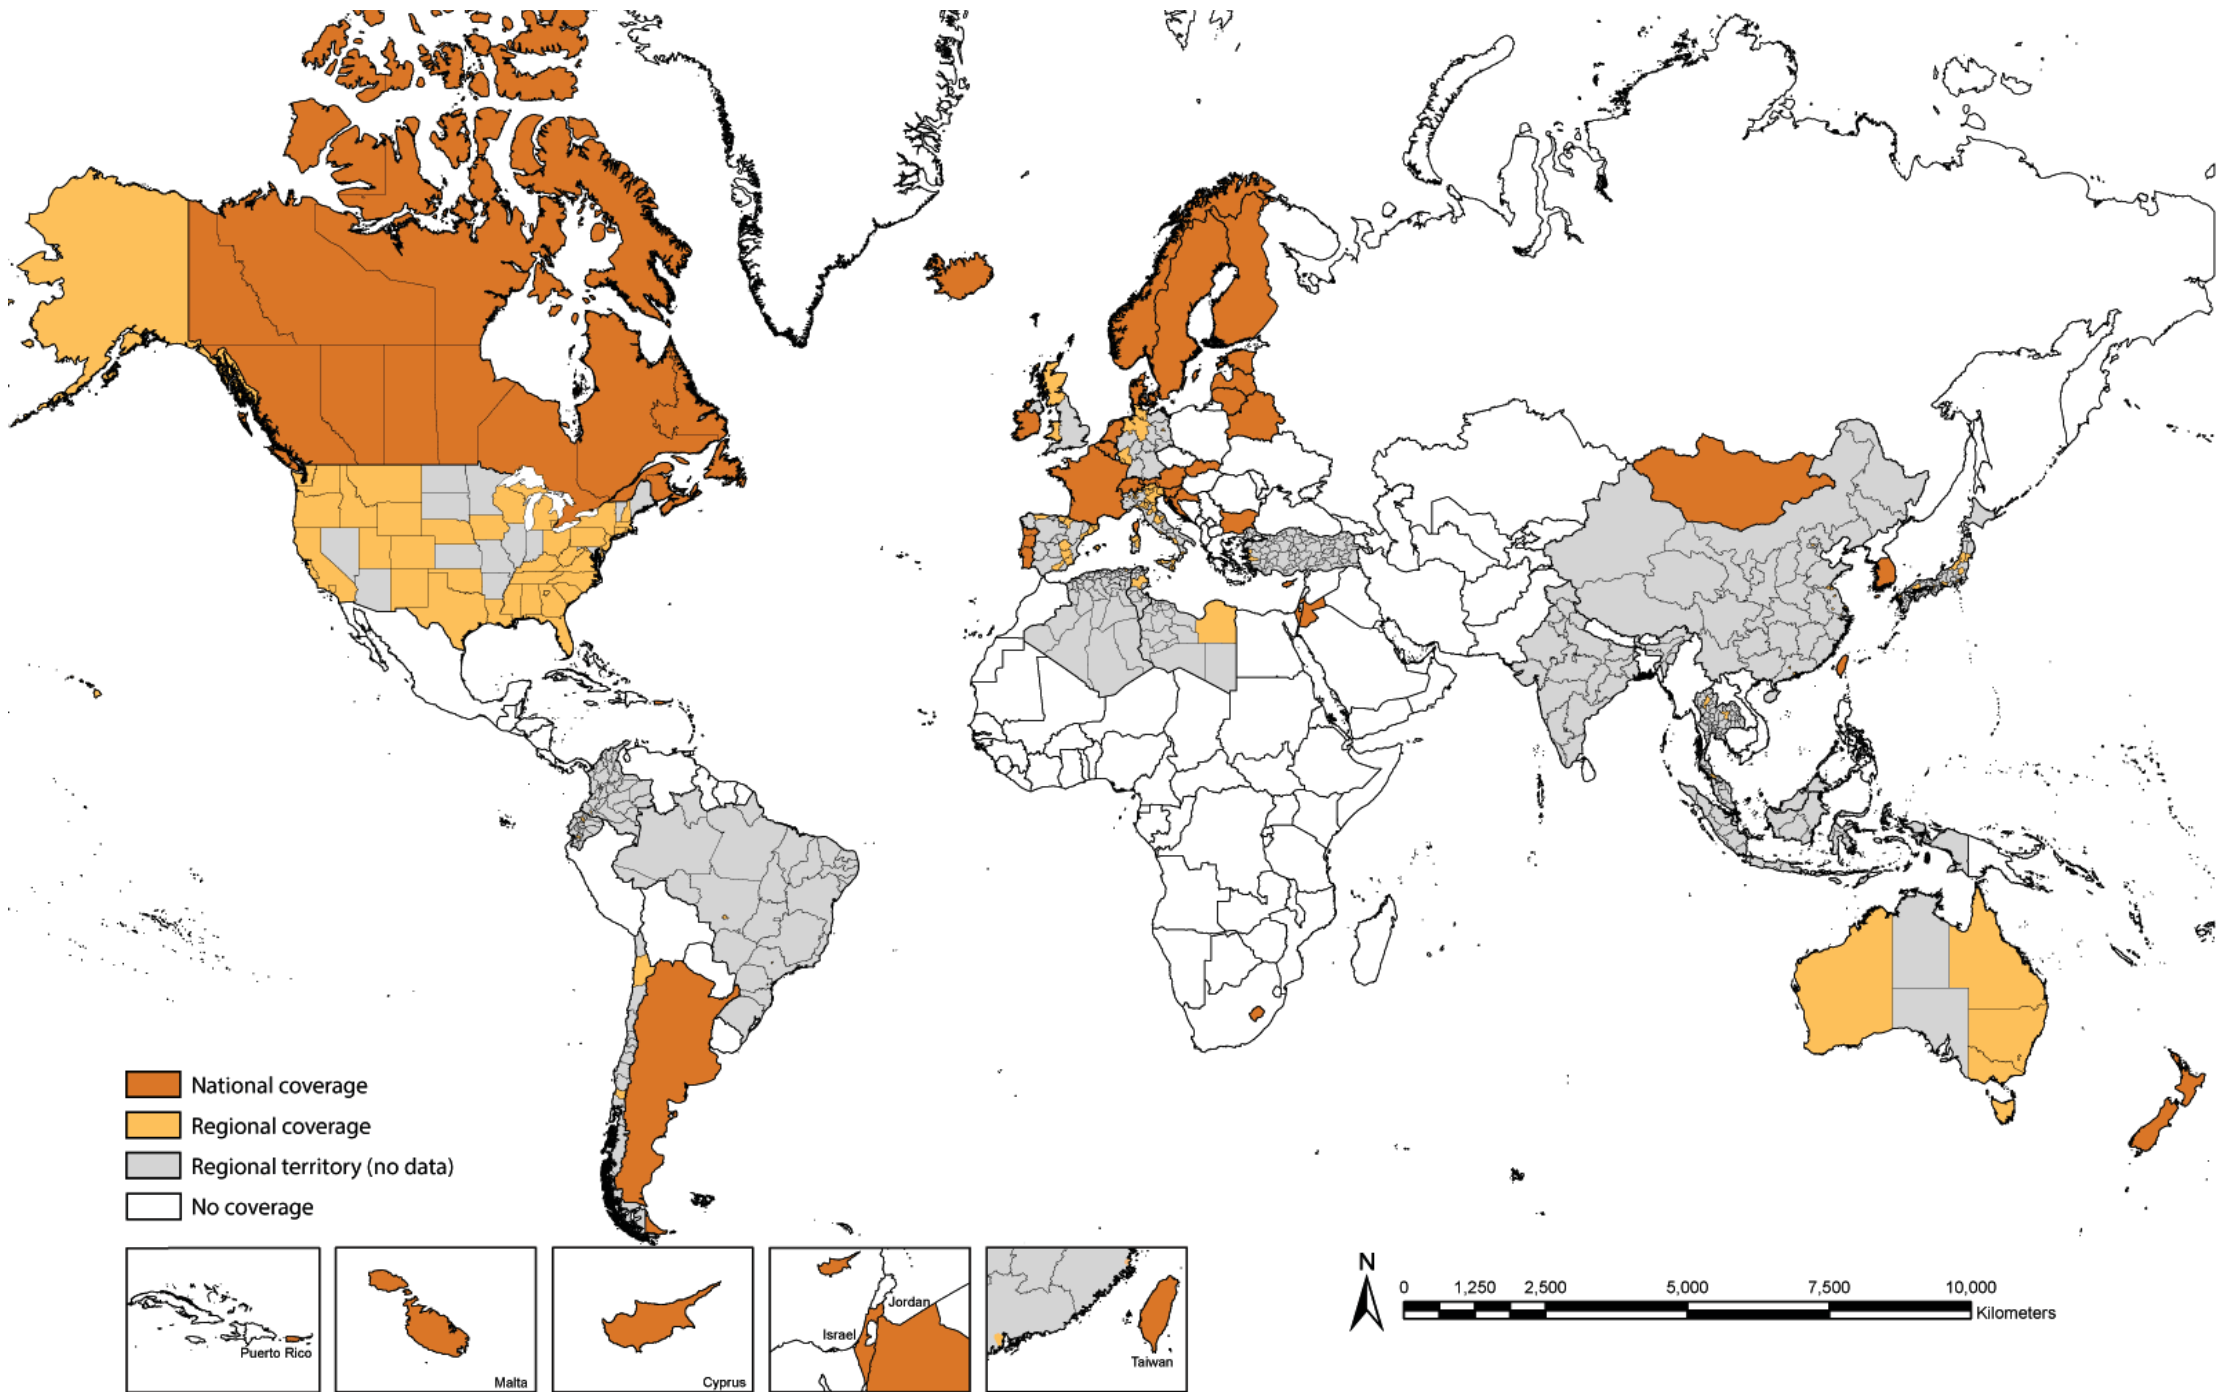 National coverage
Regional coverage
Regional territory (no data)
No coverage
Puerto Rico
Malta
Cyprus
Jordan
Israel
Taiwan
N
0 1,250 2,500 5,000 7,500 10,000
Kilometers